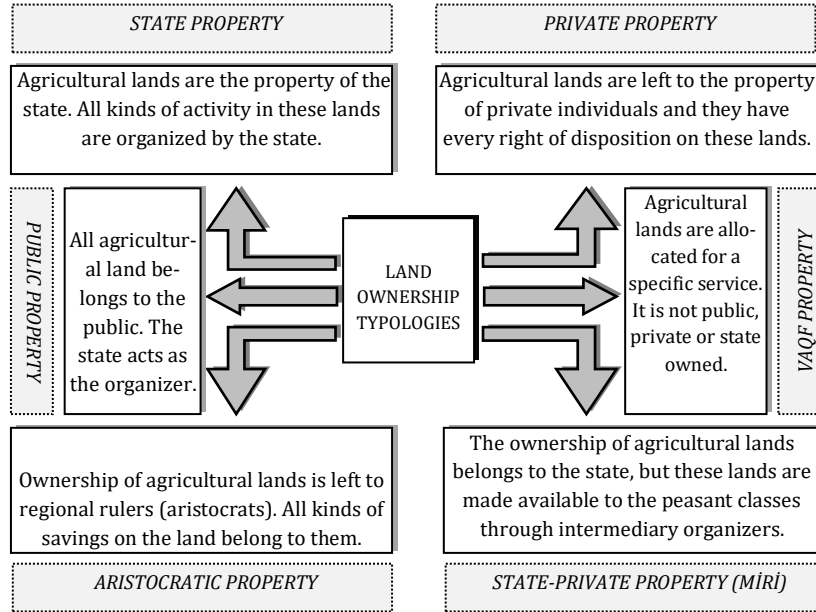 STATE PROPERTY
Agricultural lands are the property of the
state. All kinds of activity in these lands
are organized by the state.
PRIVATE PROPERTY
Agricultural lands are left to the property
of private individuals and they have
every right of disposition on these lands.
PUBLIC PROPERTY
All agricultur-
al land be-
longs to the
public. The
state acts as
the organizer.
LAND
OWNERSHIP
TYPOLOGIES
Agricultural
lands are allo-
cated for a
specific service.
It is not public,
private or state
owned.
VAQF PROPERTY
Ownership of agricultural lands is left to
regional rulers (aristocrats). All kinds of
savings on the land belong to them.
ARISTOCRATIC PROPERTY
The ownership of agricultural lands
belongs to the state, but these lands are
made available to the peasant classes
through intermediary organizers.
STATE-PRIVATE PROPERTY (MİRİ)